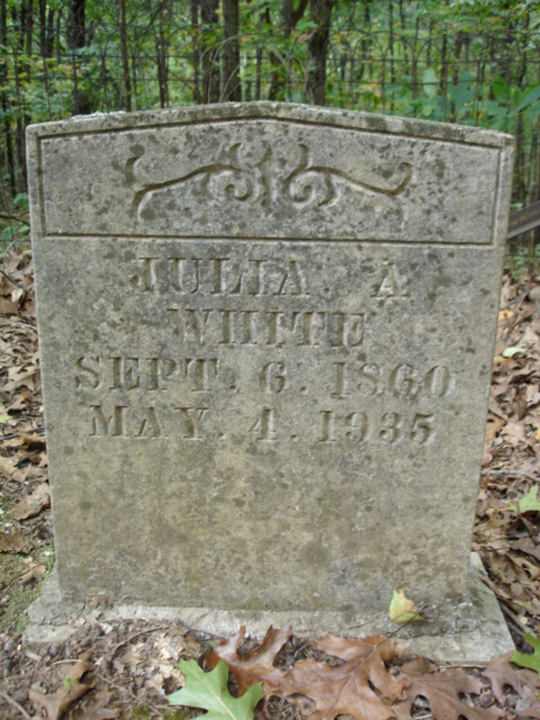 JULIA. A
WHITE
SEPT. 6. 1860
MAY. 4. 1935